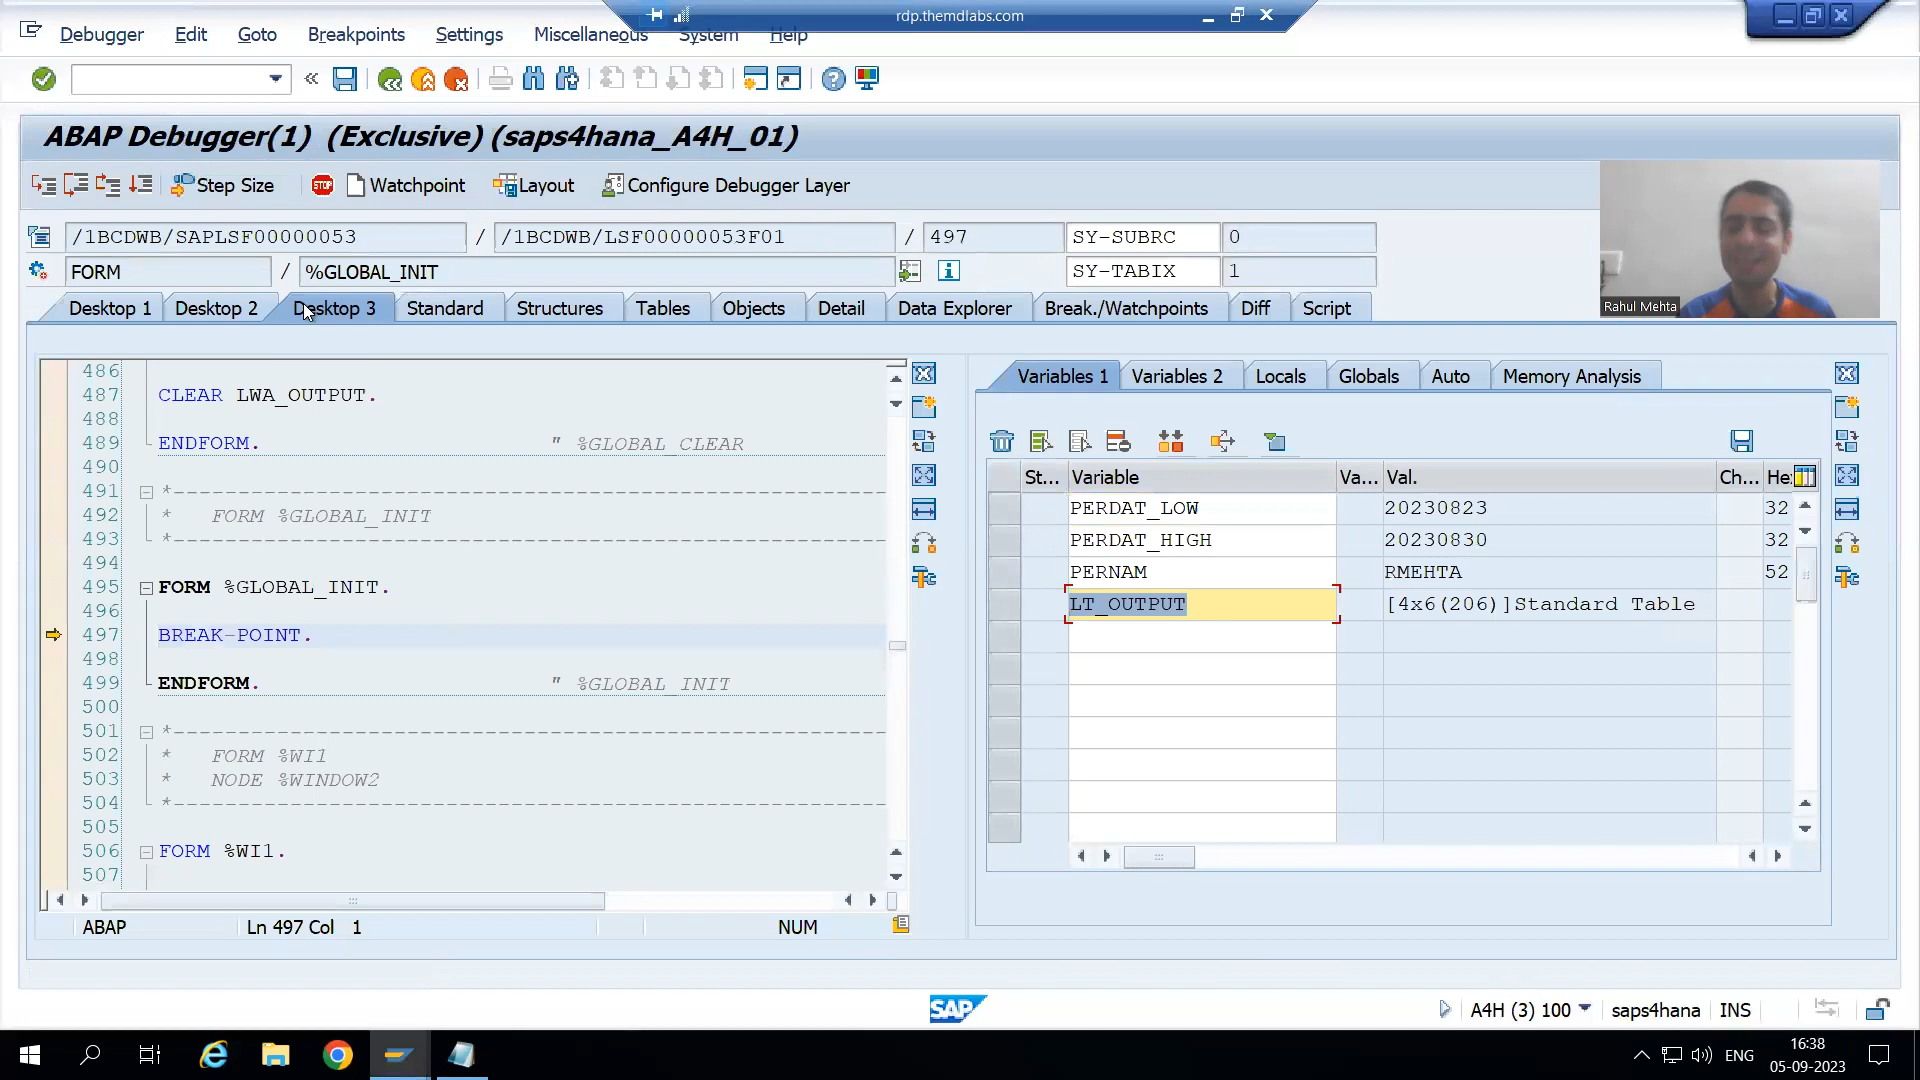 rdp.themdlabs.com
Debugger Edit Goto Breakpoints Settings Miscellaneous System Help
ABAP Debugger(1) (Exclusive) (saps4hana_A4H_01)
STOP
Step Size Watchpoint Layout Configure Debugger Layer
/1BCDWB/SAPLSF00000053 / /1BCDWB/LSF00000053F01 / 497 SY-SUBRC 0
FORM / %GLOBAL_INIT SY-TABIX 1
Rahul Mehta
Desktop 1 Desktop 2 Desktop 3 Standard Structures Tables Objects Detail Data Explorer Break./Watchpoints Diff Script
Variables 1 Variables 2 Locals Globals Auto Memory Analysis
486
487 CLEAR LWA_OUTPUT.
488
489 ENDFORM. " %GLOBAL_CLEAR
490
491 *----------------------------------------------------------------------
492 * FORM %GLOBAL_INIT
493 *----------------------------------------------------------------------
494
495 FORM %GLOBAL_INIT.
496
497 BREAK-POINT.
498
499 ENDFORM. " %GLOBAL_INIT
500
501 *----------------------------------------------------------------------
502 * FORM %WI1
503 * NODE %WINDOW2
504 *----------------------------------------------------------------------
505
506 FORM %WI1.
507
St... Variable Va... Val. Ch... He
PERDAT_LOW 20230823 32
PERDAT_HIGH 20230830 32
PERNAM RMEHTA 52
LT_OUTPUT [4x6(206)]Standard Table
ABAP Ln 497 Col 1 NUM
SAP
A4H (3) 100 saps4hana INS
ENG
16:38
05-09-2023